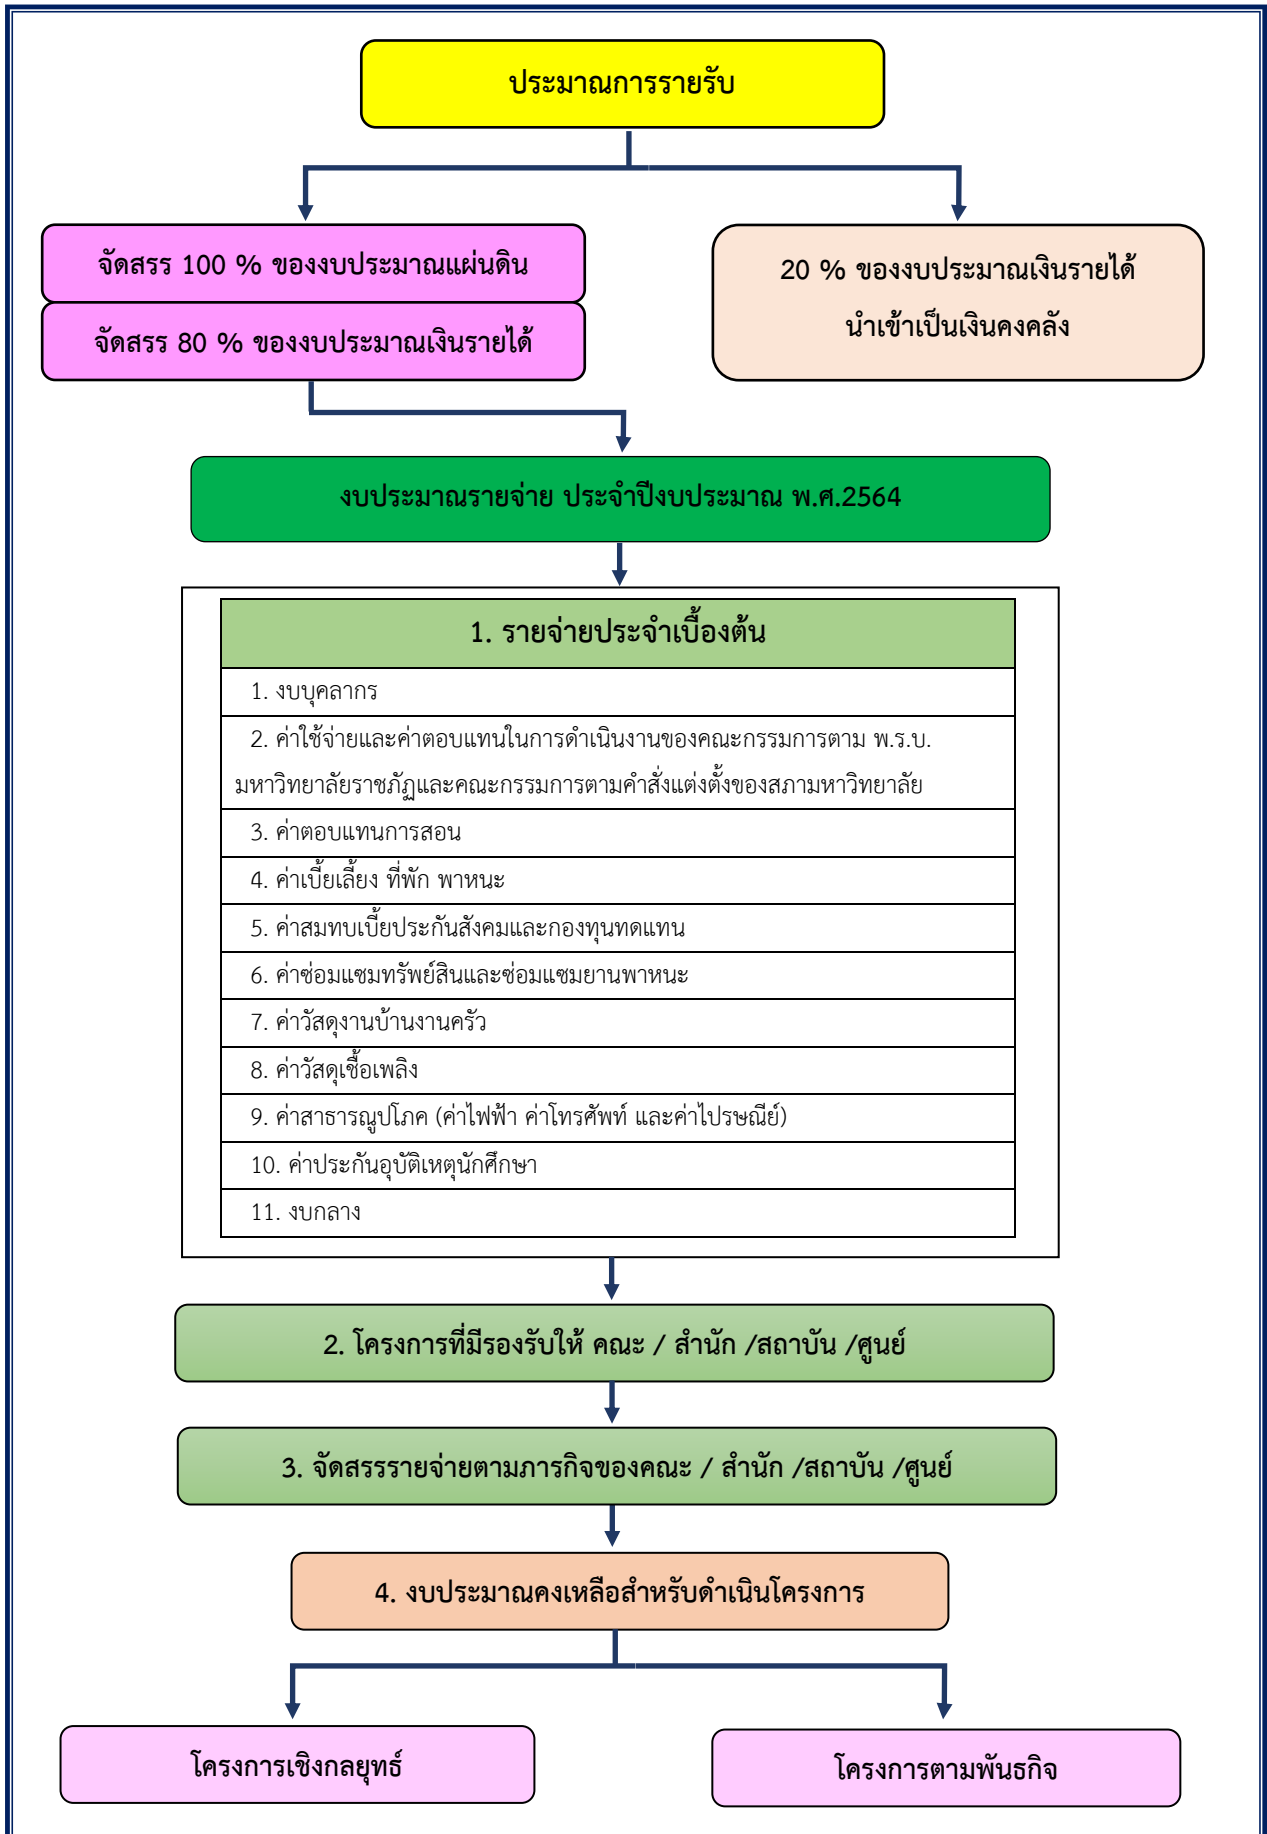 ประมาณการรายรับ
จัดสรร 100 % ของงบประมาณแผ่นดิน
จัดสรร 80 % ของงบประมาณเงินรายได้
20 % ของงบประมาณเงินรายได้
นำเข้าเป็นเงินคงคลัง
งบประมาณรายจ่าย ประจำปีงบประมาณ พ.ศ.2564
1. รายจ่ายประจำเบื้องต้น
1. งบบุคลากร
2. ค่าใช้จ่ายและค่าตอบแทนในการดำเนินงานของคณะกรรมการตาม พ.ร.บ.
มหาวิทยาลัยราชภัฏและคณะกรรมการตามคำสั่งแต่งตั้งของสภามหาวิทยาลัย
3. ค่าตอบแทนการสอน
4. ค่าเบี้ยเลี้ยง ที่พัก พาหนะ
5. ค่าสมทบเบี้ยประกันสังคมและกองทุนทดแทน
6. ค่าซ่อมแซมทรัพย์สินและซ่อมแซมยานพาหนะ
7. ค่าวัสดุงานบ้านงานครัว
8. ค่าวัสดุเชื้อเพลิง
9. ค่าสาธารณูปโภค (ค่าไฟฟ้า ค่าโทรศัพท์ และค่าไปรษณีย์)
10. ค่าประกันอุบัติเหตุนักศึกษา
11. งบกลาง
2. โครงการที่มีรองรับให้ คณะ / สำนัก /สถาบัน /ศูนย์
3. จัดสรรรายจ่ายตามภารกิจของคณะ / สำนัก /สถาบัน /ศูนย์
4. งบประมาณคงเหลือสำหรับดำเนินโครงการ
โครงการเชิงกลยุทธ์
โครงการตามพันธกิจ